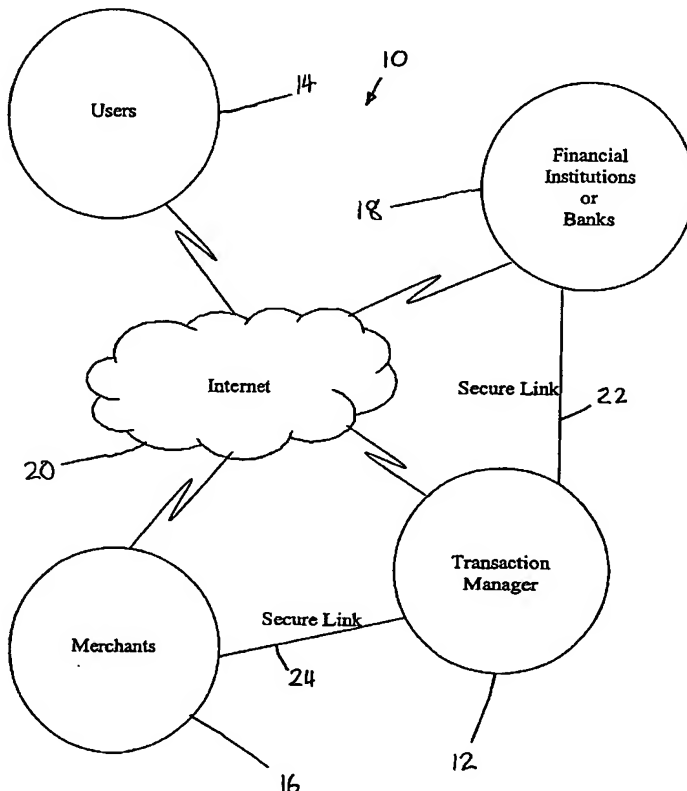 10
14
Users
Financial
Institutions
or
Banks
18
Internet
Secure Link
22
20
Transaction
Manager
Merchants
Secure Link
24
16
12